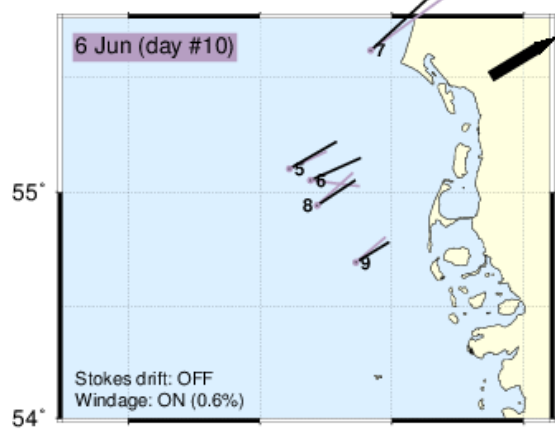 6 Jun (day #10)
7
5
55°
6
8
9
Stokes drift: OFF
Windage: ON (0.6%)
54°